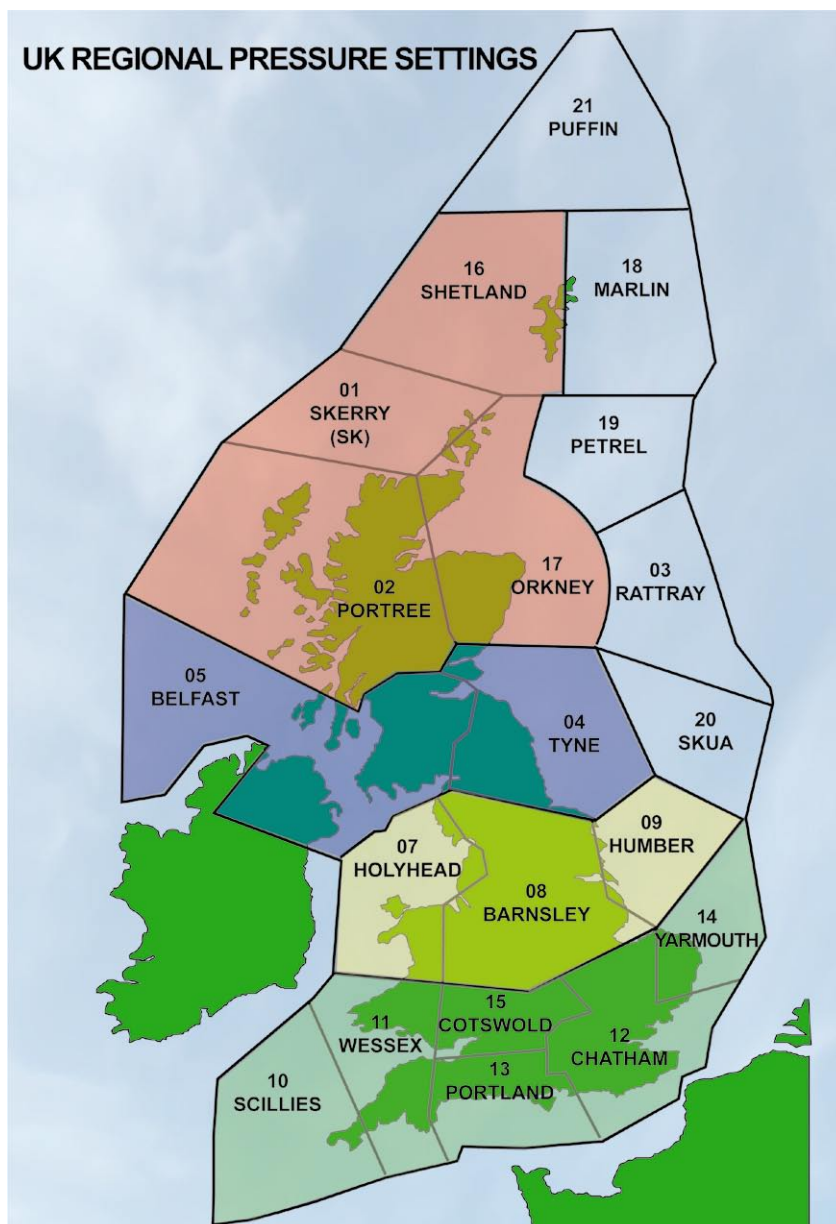 UK REGIONAL PRESSURE SETTINGS
21
PUFFIN
16
SHETLAND
18
MARLIN
01
SKERRY
(SK)
19
PETREL
02
PORTREE
17
ORKNEY
03
RATTRAY
05
BELFAST
04
TYNE
20
SKUA
07
HOLYHEAD
09
HUMBER
08
BARNSLEY
14
YARMOUTH
15
COTSWOLD
11
WESSEX
12
CHATHAM
13
PORTLAND
10
SCILLIES